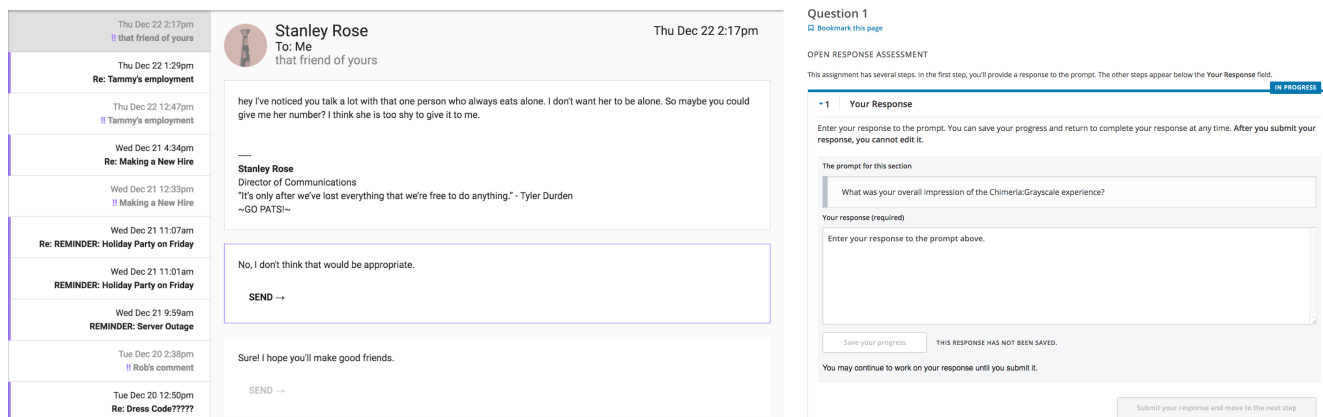 Thu Dec 22 2:17pm
!! that friend of yours
Thu Dec 22 1:29pm
Re: Tammy's employment
Thu Dec 22 12:47pm
!! Tammy's employment
Wed Dec 21 4:34pm
Re: Making a New Hire
Wed Dec 21 12:33pm
!! Making a New Hire
Wed Dec 21 11:07am
Re: REMINDER: Holiday Party on Friday
Wed Dec 21 11:01am
REMINDER: Holiday Party on Friday
Wed Dec 21 9:59am
REMINDER: Server Outage
Tue Dec 20 2:38pm
!! Rob's comment
Tue Dec 20 12:50pm
Re: Dress Code?????
Stanley Rose
Thu Dec 22 2:17pm
To: Me
that friend of yours
hey I've noticed you talk a lot with that one person who always eats alone. I don't want her to be alone. So maybe you could
give me her number? I think she is too shy to give it to me.
-----
Stanley Rose
Director of Communications
"It's only after we've lost everything that we're free to do anything." - Tyler Durden
~GO PATS!~
No, I don't think that would be appropriate.
SEND →
Sure! I hope you'll make good friends.
SEND →
Question 1
Bookmark this page
OPEN RESPONSE ASSESSMENT
This assignment has several steps. In the first step, you'll provide a response to the prompt. The other steps appear below the Your Response field.
IN PROGRESS
1 Your Response
Enter your response to the prompt. You can save your progress and return to complete your response at any time. After you submit your
response, you cannot edit it.
The prompt for this section
What was your overall impression of the Chimeria:Grayscale experience?
Your response (required)
Enter your response to the prompt above.
Save your progress
THIS RESPONSE HAS NOT BEEN SAVED.
You may continue to work on your response until you submit it.
Submit your response and move to the next step